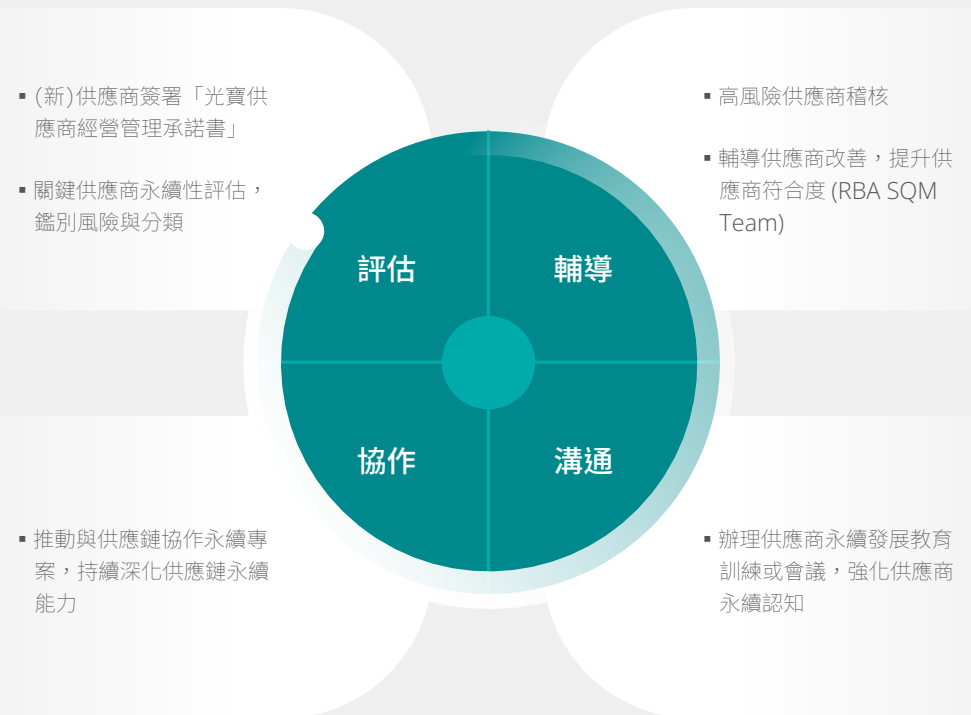 ▪ (新)供應商簽署「光寶供
應商經營管理承諾書」
▪ 關鍵供應商永續性評估，
鑑別風險與分類
▪ 高風險供應商稽核
▪ 輔導供應商改善，提升供
應商符合度 (RBA SQM
Team)
評估
輔導
協作
溝通
▪ 推動與供應鏈協作永續專
案，持續深化供應鏈永續
能力
▪ 辦理供應商永續發展教育
訓練或會議，強化供應商
永續認知